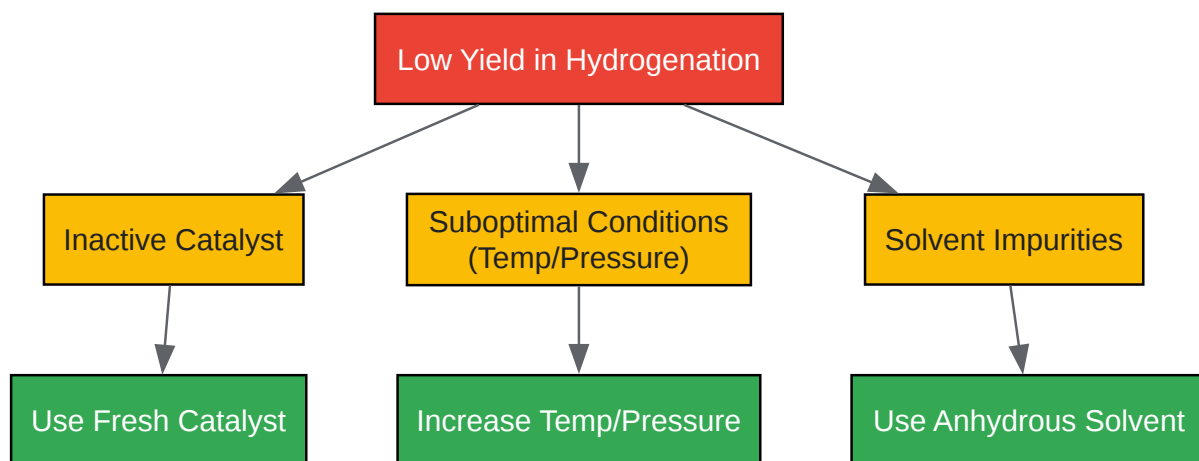 Low Yield in Hydrogenation
Inactive Catalyst
Suboptimal Conditions
(Temp/Pressure)
Solvent Impurities
Use Fresh Catalyst
Increase Temp/Pressure
Use Anhydrous Solvent